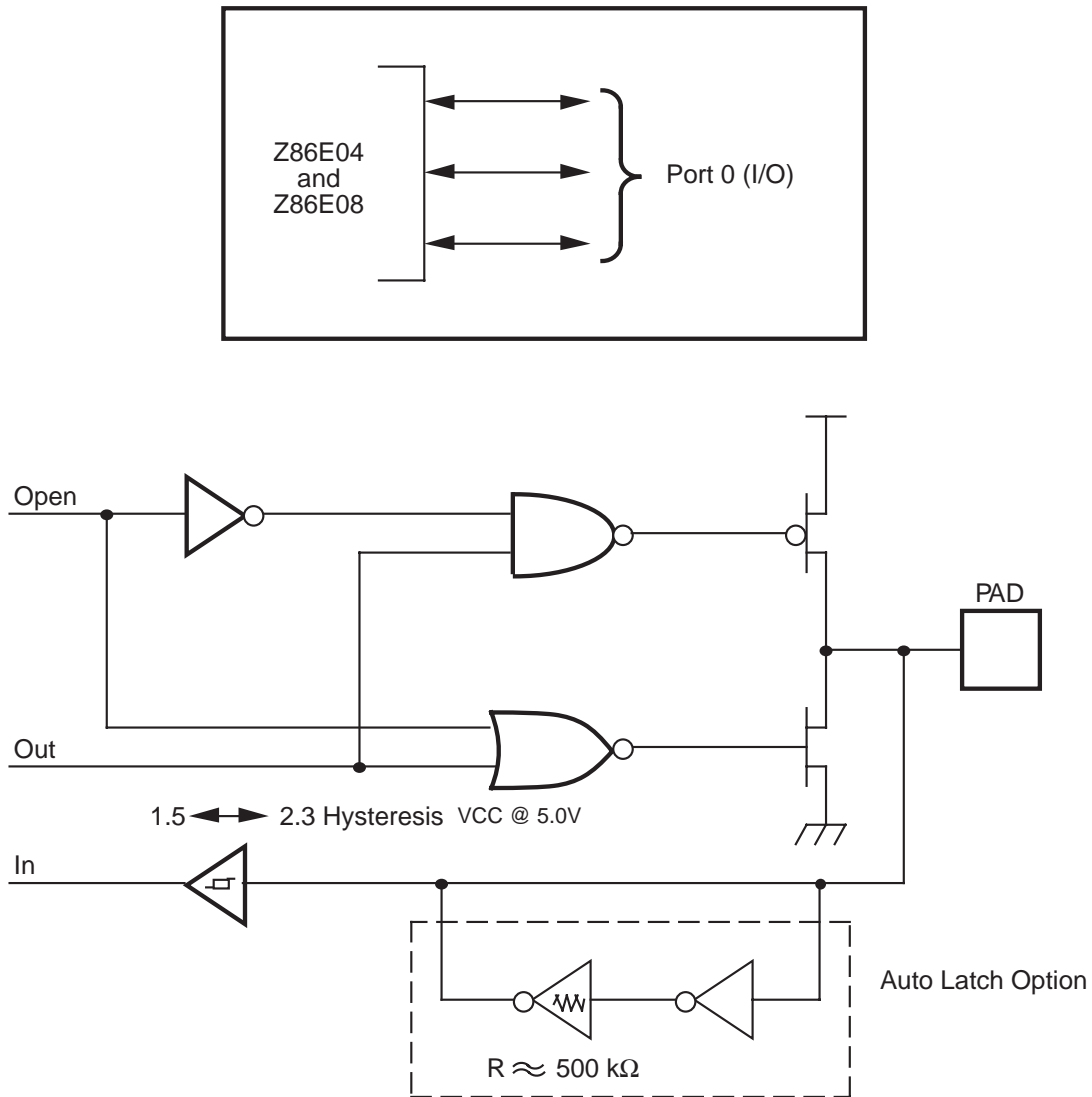 Z86E04
and
Z86E08
Port 0 (I/O)
Open
PAD
Out
1.5 2.3 Hysteresis VCC @ 5.0V
In
Auto Latch Option
R ≈ 500 kΩ